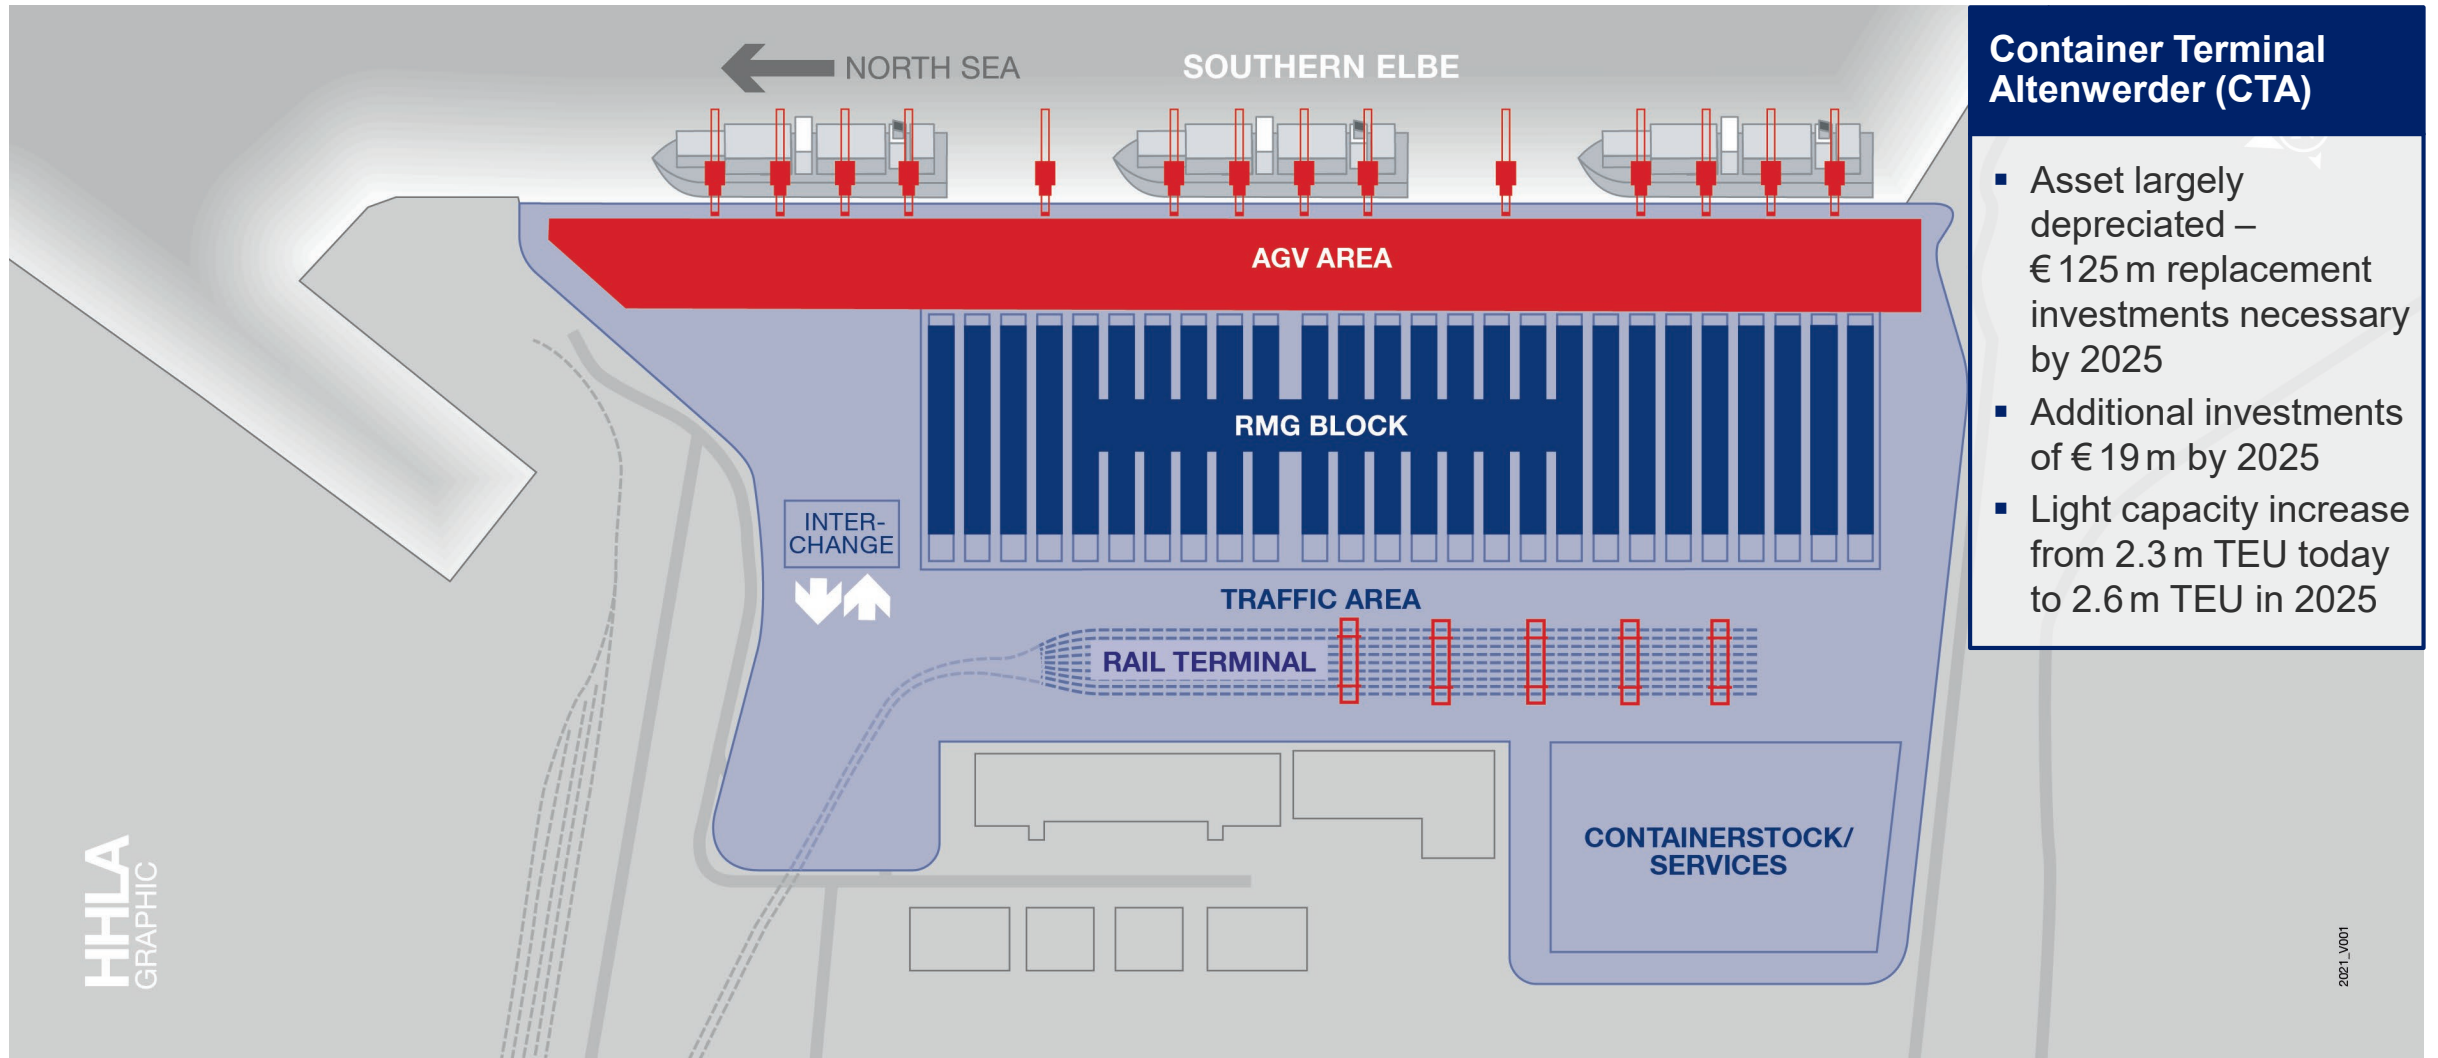 NORTH SEA
SOUTHERN ELBE
AGV AREA
RMG BLOCK
INTER-
CHANGE
TRAFFIC AREA
RAIL TERMINAL
CONTAINERSTOCK/
SERVICES
HHLA
GRAPHIC
2021_V001
Container Terminal
Altenwerder (CTA)
▪ Asset largely
depreciated –
€ 125 m replacement
investments necessary
by 2025
▪ Additional investments
of € 19 m by 2025
▪ Light capacity increase
from 2.3 m TEU today
to 2.6 m TEU in 2025